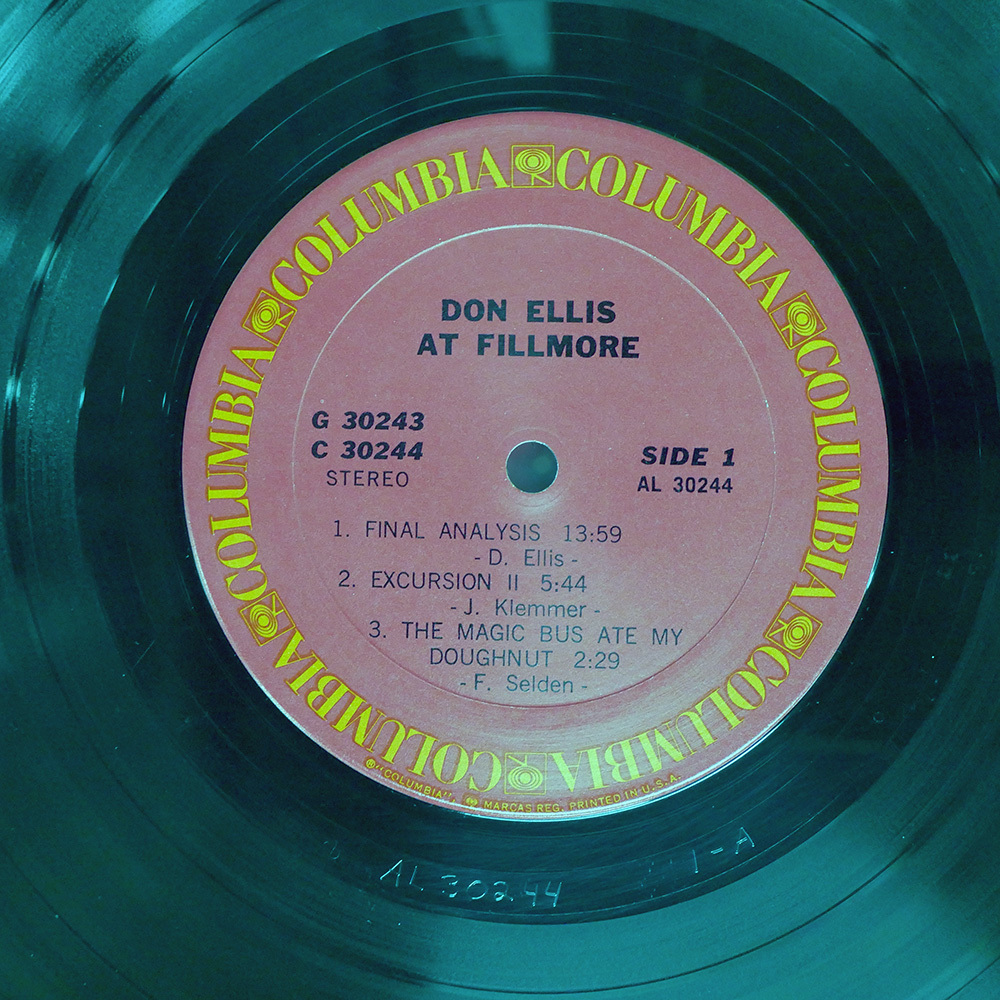 COLUMBIA COLUMBIA COLUMBIA COLUMBIA COLUMBIA COLUMBIA COLUMBIA COLUMBIA
DON ELLIS
AT FILLMORE
G 30243
C 30244
STEREO
SIDE 1
AL 30244
1. FINAL ANALYSIS 13:59
- D. Ellis -
2. EXCURSION II 5:44
- J. Klemmer -
3. THE MAGIC BUS ATE MY
DOUGHNUT 2:29
- F. Selden -
®"COLUMBIA", MARCAS REG. PRINTED IN U.S.A.
AL 30244 1-A